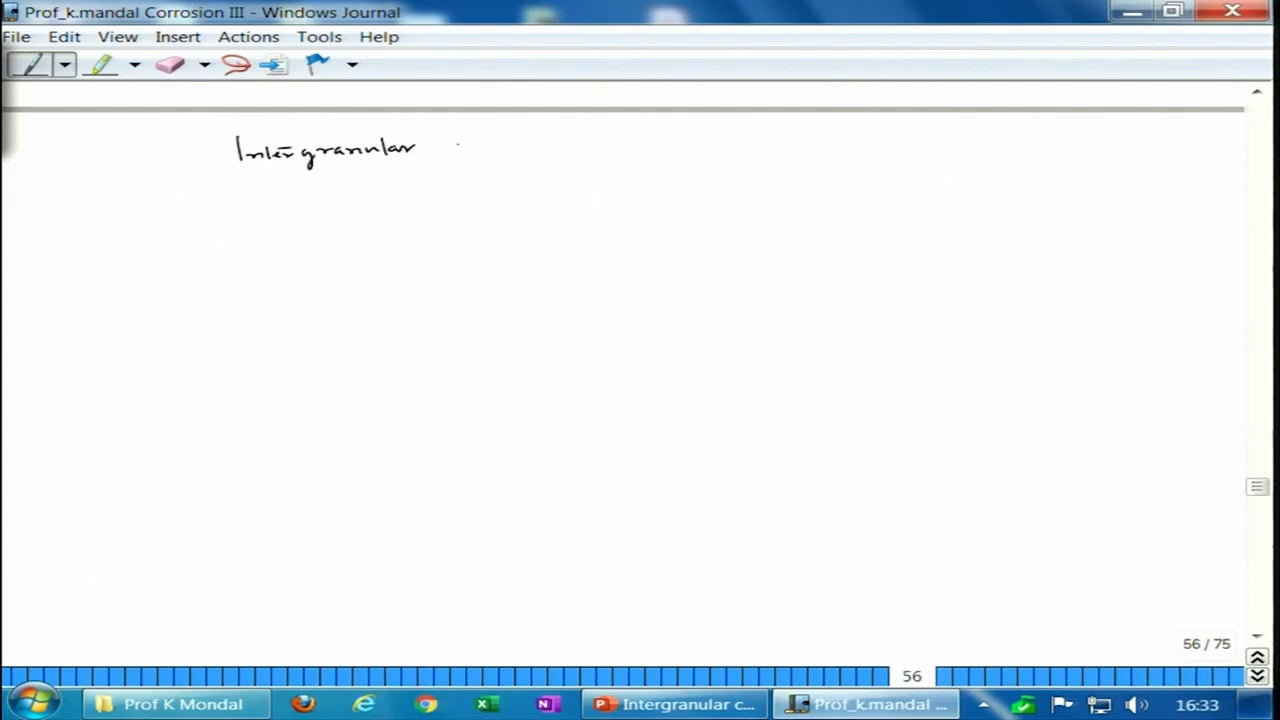 Prof_k.mandal Corrosion III - Windows Journal
File Edit View Insert Actions Tools Help
Intergranular
56 / 75
56
Prof K Mondal
Intergranular c...
Prof_k.mandal ...
16:33